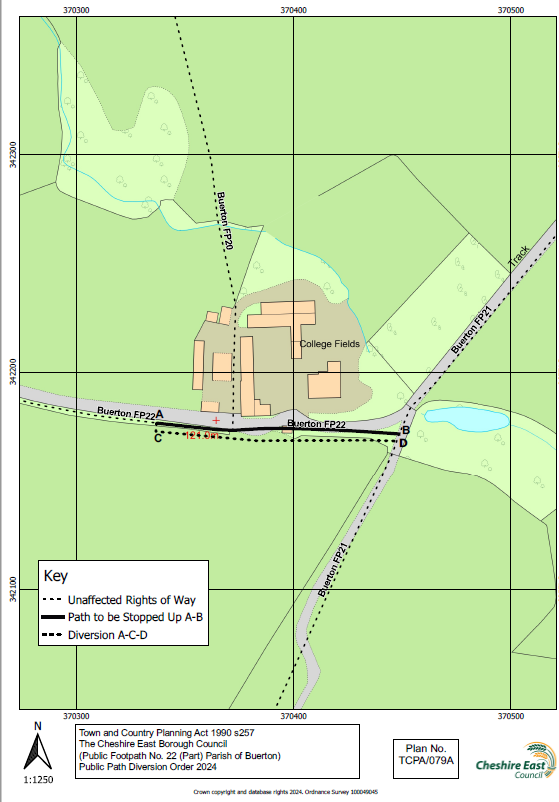 370300 370400 370500
342300
Buerton FP20
Track
Buerton FP21
College Fields
342200
Buerton FP22
A
Buerton FP22
B
C
D
Buerton FP21
342100
Key
Unaffected Rights of Way
Path to be Stopped Up A-B
Diversion A-C-D
370300 370400 370500
N
1:1250
Town and Country Planning Act 1990 s257
The Cheshire East Borough Council
(Public Footpath No. 22 (Part) Parish of Buerton)
Public Path Diversion Order 2024
Plan No.
TCPA/079A
Cheshire East
Council
Crown copyright and database rights 2024. Ordnance Survey 100049045